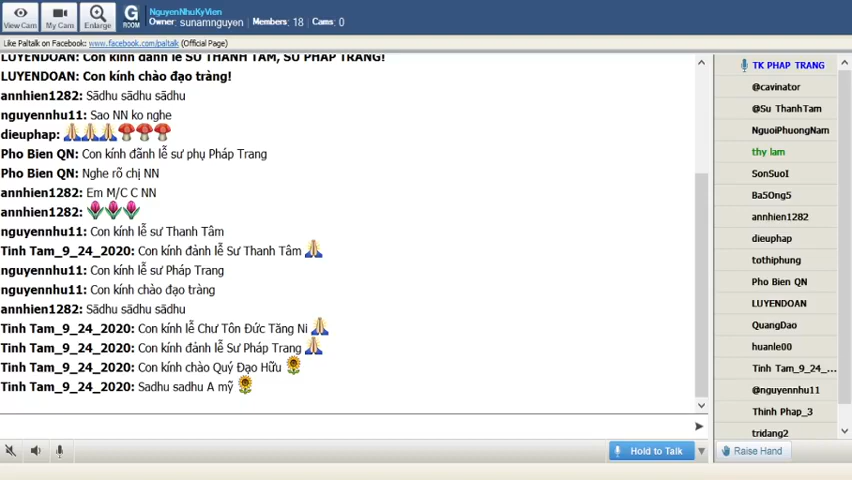 View Cam
My Cam
Enlarge
G
ROOM
NguyenNhuKyVien
Owner: sunamnguyen Members: 18 Cams: 0
Like Paltalk on Facebook: www.facebook.com/paltalk (Official Page)
LUYENDOAN: Con kính đảnh lễ SƯ THANH TÂM, SƯ PHÁP TRANG!
LUYENDOAN: Con kính chào đạo tràng!
annhien1282: Sādhu sādhu sādhu
nguyennhu11: Sao NN ko nghe
dieuphap:
Pho Bien QN: Con kính đãnh lễ sư phụ Pháp Trang
Pho Bien QN: Nghe rõ chị NN
annhien1282: Em M/C C NN
annhien1282:
nguyennhu11: Con kính lễ sư Thanh Tâm
Tinh Tam_9_24_2020: Con kính đảnh lễ Sư Thanh Tâm
nguyennhu11: Con kính lễ sư Pháp Trang
nguyennhu11: Con kính chào đạo tràng
annhien1282: Sādhu sādhu sādhu
Tinh Tam_9_24_2020: Con kính lễ Chư Tôn Đức Tăng Ni
Tinh Tam_9_24_2020: Con kính đảnh lễ Sư Pháp Trang
Tinh Tam_9_24_2020: Con kính chào Quý Đạo Hữu
Tinh Tam_9_24_2020: Sadhu sadhu A mỹ
Hold to Talk
TK PHAP TRANG
@cavinator
@Su ThanhTam
NguoiPhuongNam
thy lam
SonSuoI
Ba5Ong5
annhien1282
dieuphap
tothiphung
Pho Bien QN
LUYENDOAN
QuangDao
huanle00
Tinh Tam_9_24_...
@nguyennhu11
Thinh Phap_3
tridang2
Raise Hand